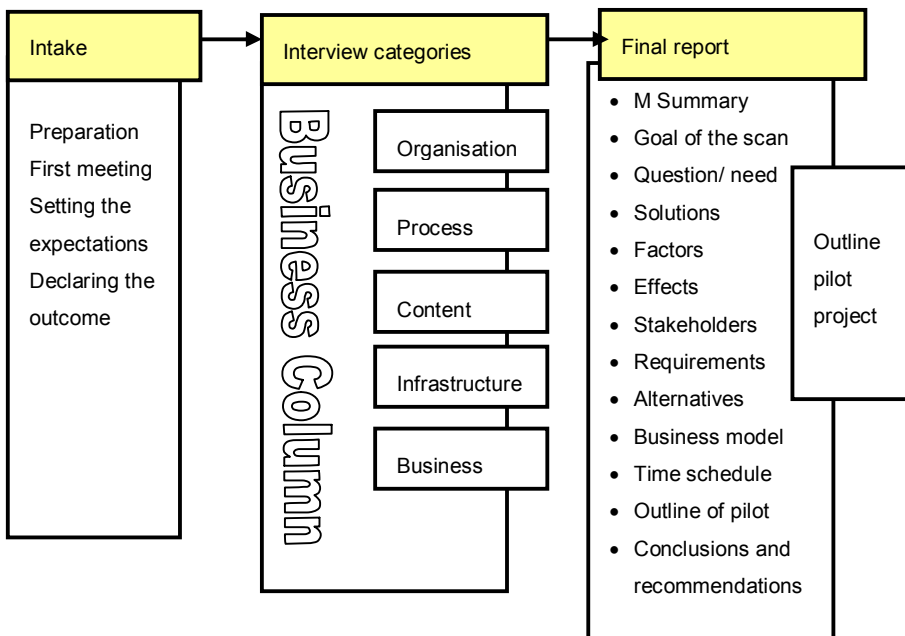 Intake
Preparation
First meeting
Setting the
expectations
Declaring the
outcome
Interview categories
Business Column
Organisation
Process
Content
Infrastructure
Business
Final report
• M Summary
• Goal of the scan
• Question/ need
• Solutions
• Factors
• Effects
• Stakeholders
• Requirements
• Alternatives
• Business model
• Time schedule
• Outline of pilot
• Conclusions and
recommendations
Outline
pilot
project